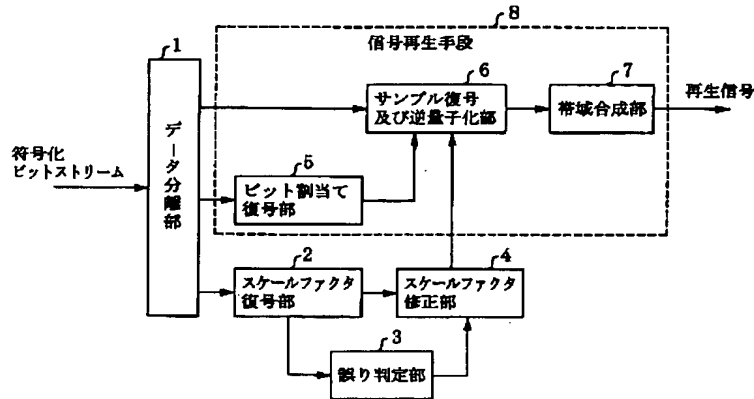 8
信号再生手段
1
6
7
サンプル復号
及び逆量子化部
帯域合成部
再生信号
データ分離部
符号化
ビットストリーム
5
ビット割当て
復号部
2
4
スケールファクタ
復号部
スケールファクタ
修正部
3
誤り判定部